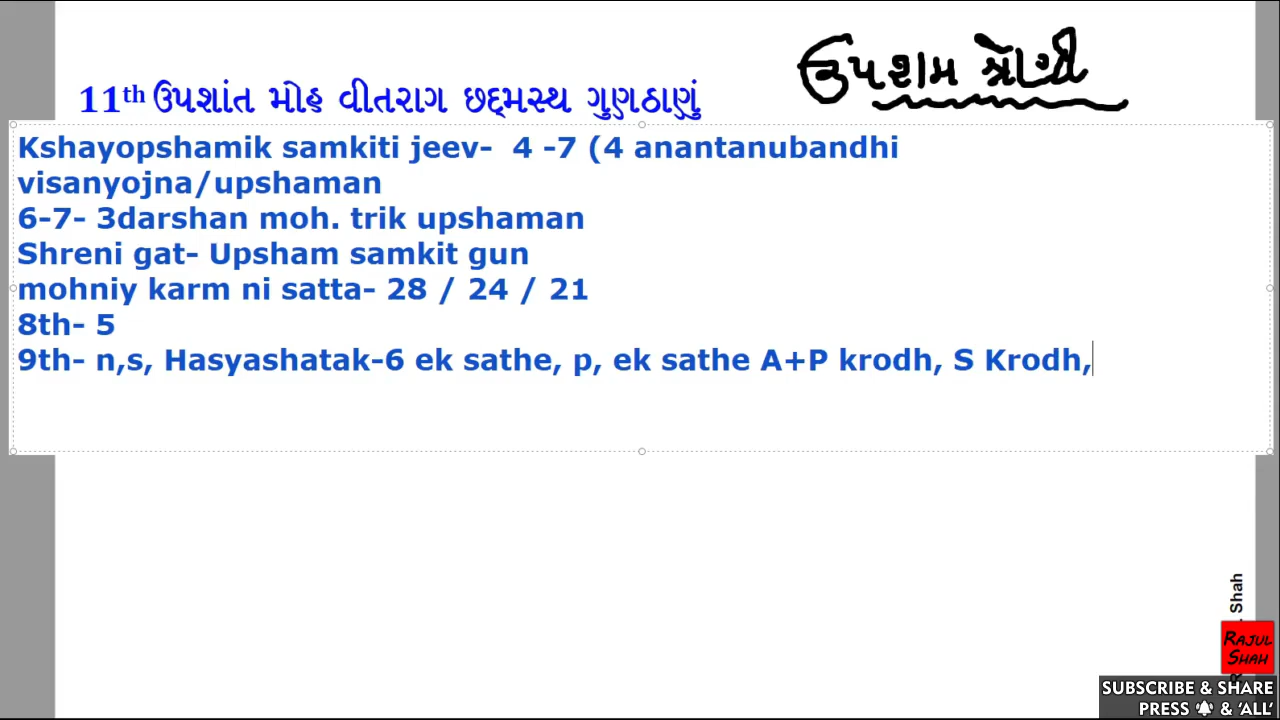 ઉપશમ શ્રેણી
11th ઉપશાંત મોહ વીતરાગ છદ્મસ્થ ગુણઠાણું
Kshayopshamik samkiti jeev-  4 -7 (4 anantanubandhi
visanyojna/upshaman
6-7- 3darshan moh. trik upshaman
Shreni gat- Upsham samkit gun
mohniy karm ni satta- 28 / 24 / 21
8th- 5
9th- n,s, Hasyashatak-6 ek sathe, p, ek sathe A+P krodh, S Krodh,
Shah
RAJUL
SHAH
SUBSCRIBE & SHARE
PRESS & ‘ALL’